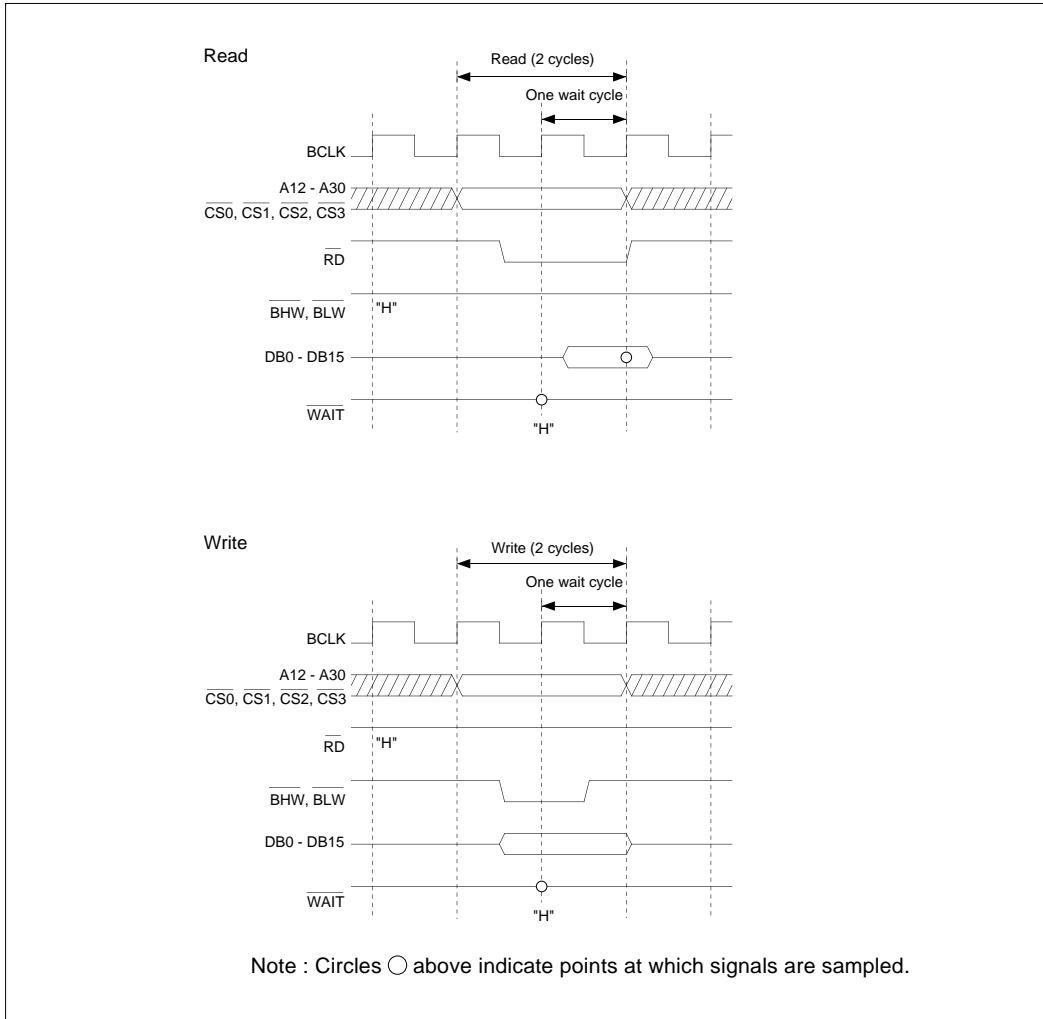 Read
Read (2 cycles)
One wait cycle
BCLK
A12 - A30
CS0, CS1, CS2, CS3
RD
BHW, BLW "H"
DB0 - DB15
WAIT
"H"
Write
Write (2 cycles)
One wait cycle
BCLK
A12 - A30
CS0, CS1, CS2, CS3
RD "H"
BHW, BLW
DB0 - DB15
WAIT
"H"
Note : Circles ○ above indicate points at which signals are sampled.